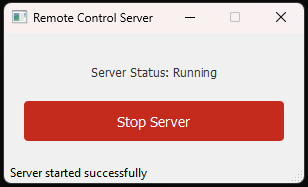 Remote Control Server
Server Status: Running
Stop Server
Server started successfully